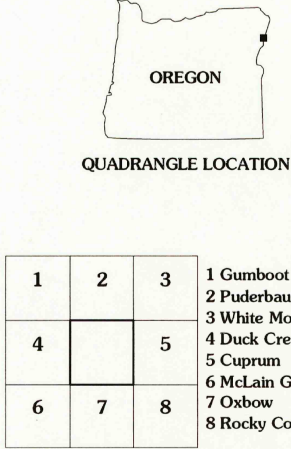 OREGON
QUADRANGLE LOCATION
1 2 3
4 5
6 7 8
1 Gumboot
2 Puderbau
3 White Mo
4 Duck Cre
5 Cuprum
6 McLain G
7 Oxbow
8 Rocky Co